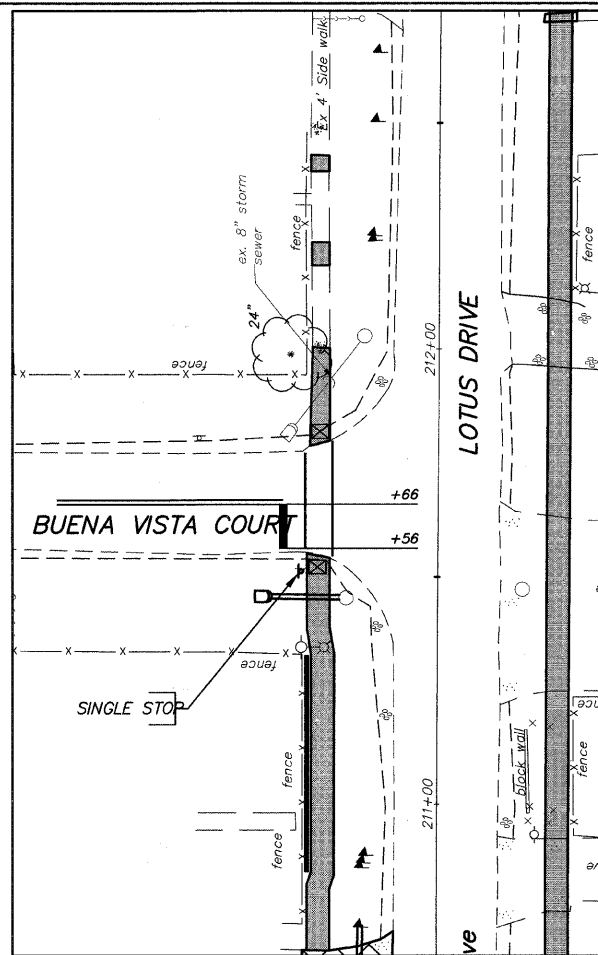 "Ex 4' Side walk
fence
ex. 8" storm
sewer
24"
fence
212+00
LOTUS DRIVE
fence
+66
BUENA VISTA COURT
+56
fence
SINGLE STOP
fence
fence
block wall
fence
211+00
ve